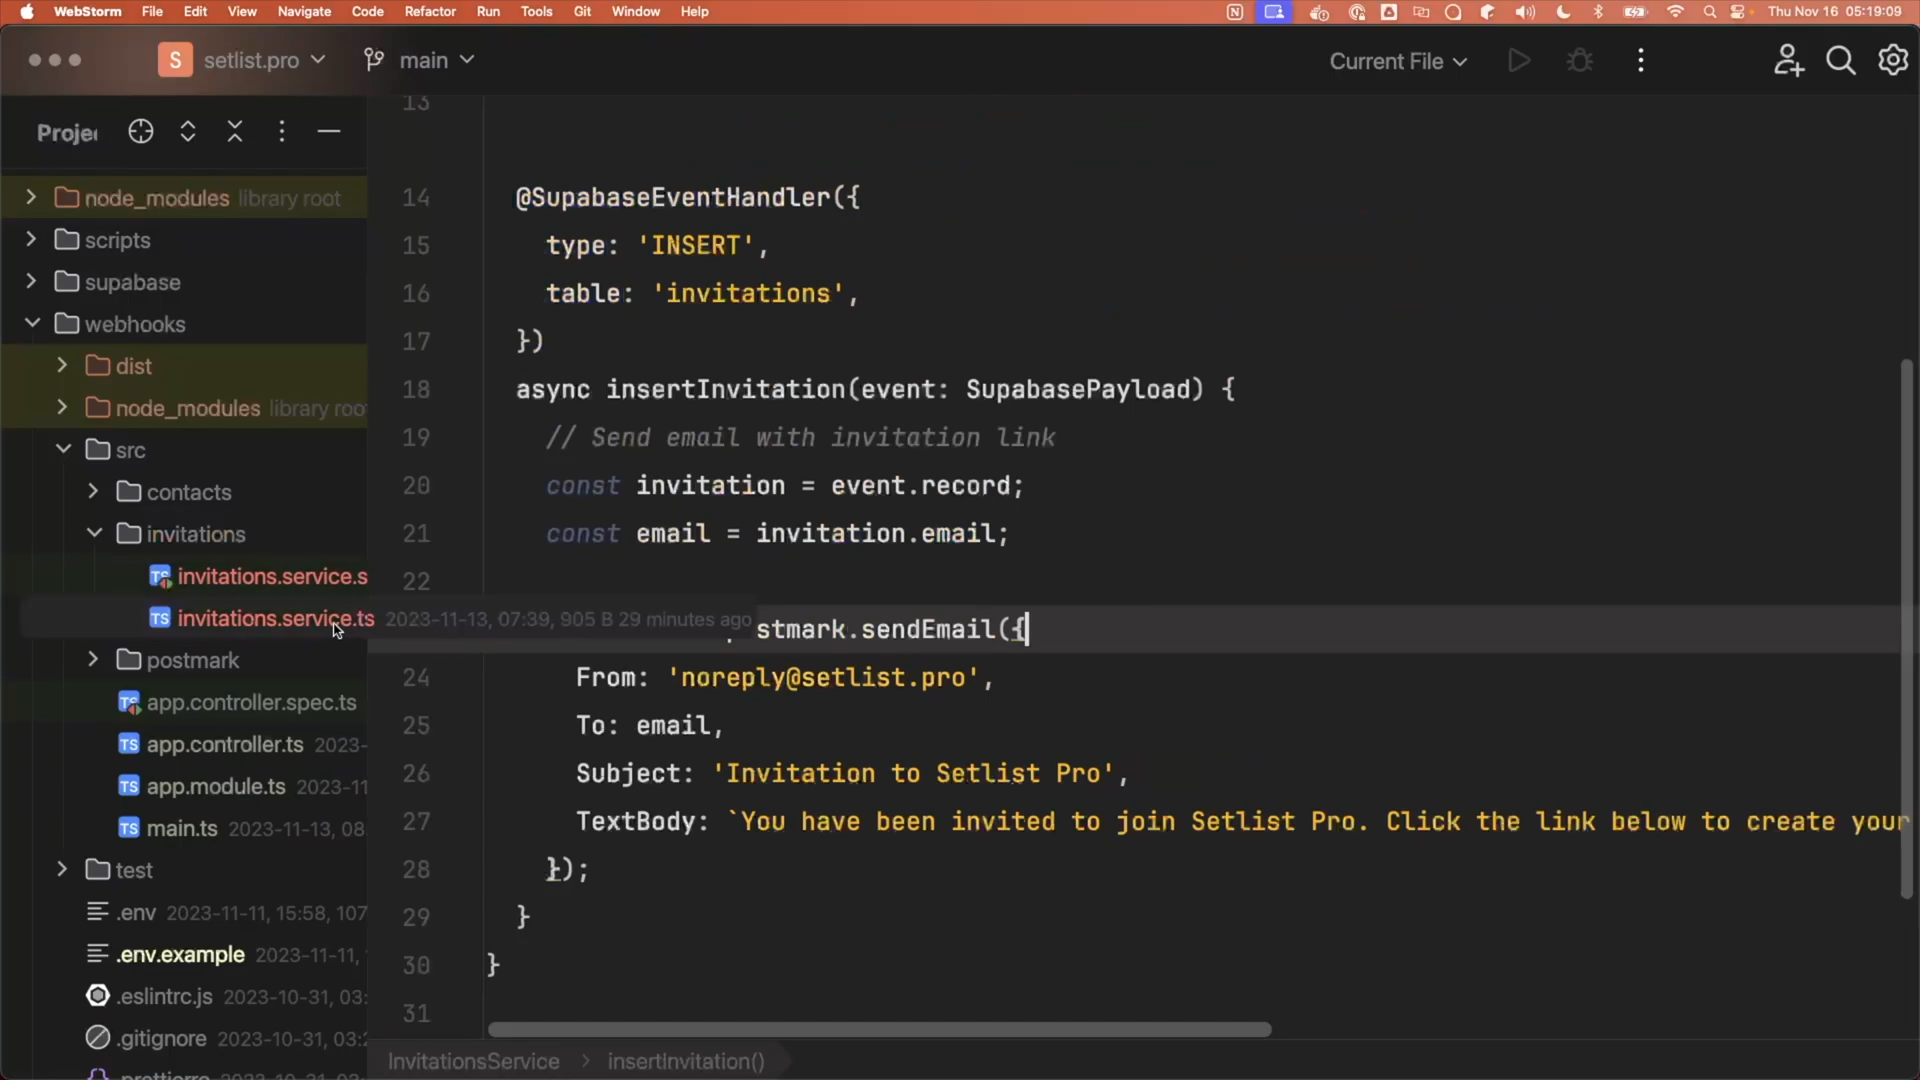 WebStorm File Edit View Navigate Code Refactor Run Tools Git Window Help Thu Nov 16 05:19:09
S setlist.pro main Current File
Proje
node_modules library root
scripts
supabase
webhooks
dist
node_modules library roo
src
contacts
invitations
invitations.service.s
invitations.service.ts 2023-11-13, 07:39, 905 B 29 minutes ago
postmark
app.controller.spec.ts
app.controller.ts 2023-
app.module.ts 2023-11
main.ts 2023-11-13, 08
test
.env 2023-11-11, 15:58, 107
.env.example 2023-11-11,
.eslintrc.js 2023-10-31, 03:
.gitignore 2023-10-31, 03:2
13
14 @SupabaseEventHandler({
15 type: 'INSERT',
16 table: 'invitations',
17 })
18 async insertInvitation(event: SupabasePayload) {
19 // Send email with invitation link
20 const invitation = event.record;
21 const email = invitation.email;
22
stmark.sendEmail({
24 From: 'noreply@setlist.pro',
25 To: email,
26 Subject: 'Invitation to Setlist Pro',
27 TextBody: `You have been invited to join Setlist Pro. Click the link below to create your
28 });
29 }
30 }
31
InvitationsService > insertInvitation()